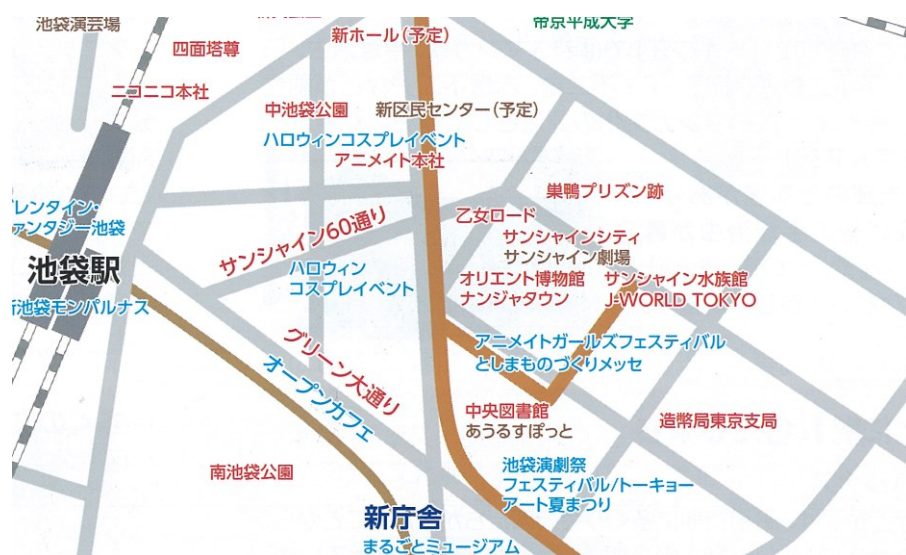 池袋演芸場
帝京平成大学
新ホール(予定)
四面塔尊
ニコニコ本社
中池袋公園
新区民センター(予定)
ハロウィンコスプレイベント
アニメイト本社
巣鴨プリズン跡
乙女ロード
サンシャイン60通り
サンシャインシティ
サンシャイン劇場
ハロウィン
コスプレイベント
オリエント博物館
ナンジャタウン
サンシャイン水族館
J-WORLD TOKYO
レンタイン・
ァンタジー池袋
池袋駅
池袋モンパルナス
グリーン大通り
オープンカフェ
アニメイトガールズフェスティバル
としまものづくりメッセ
中央図書館
あうるすぽっと
造幣局東京支局
南池袋公園
池袋演劇祭
フェスティバル/トーキョー
アート夏まつり
新庁舎
まるごとミュージアム